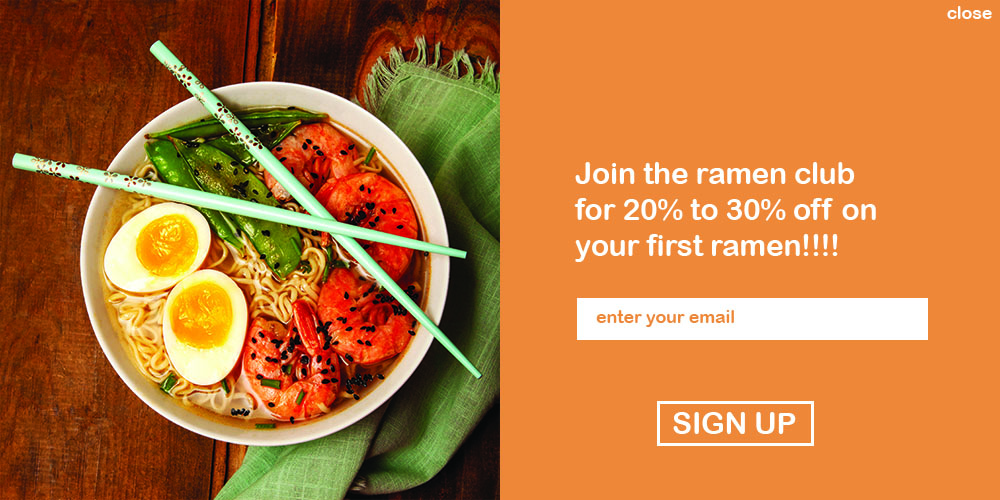 close
Join the ramen club
for 20% to 30% off on
your first ramen!!!!
enter your email
SIGN UP